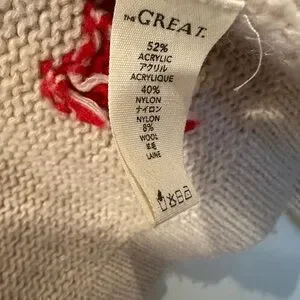 THE GREAT.
52%
ACRYLIC
アクリル
ACRYLIQUE
40%
NYLON
ナイロン
NYLON
8%
WOOL
毛毛
LAINE